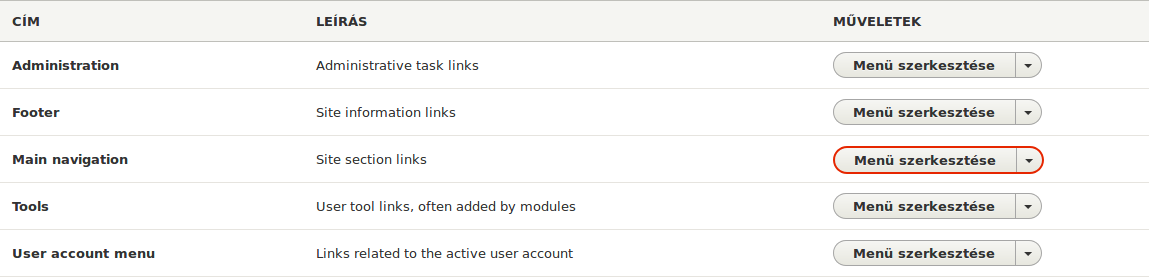 CÍM LEÍRÁS MŰVELETEK
Administration Administrative task links Menü szerkesztése
Footer Site information links Menü szerkesztése
Main navigation Site section links Menü szerkesztése
Tools User tool links, often added by modules Menü szerkesztése
User account menu Links related to the active user account Menü szerkesztése